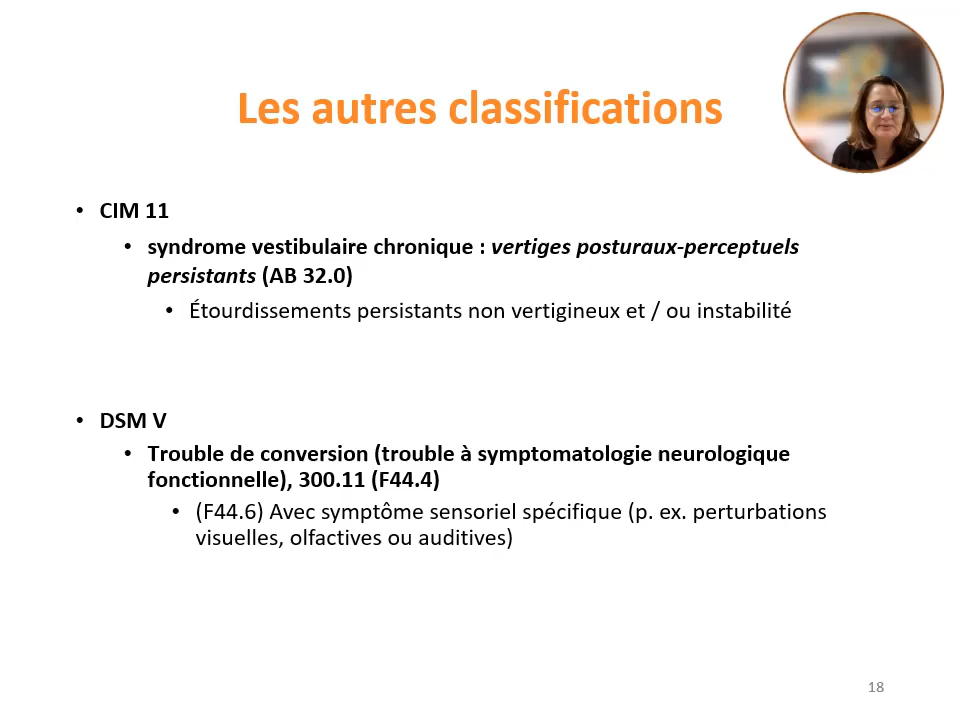 Les autres classifications
• CIM 11
• syndrome vestibulaire chronique : vertiges posturaux-perceptuels
persistants (AB 32.0)
• Étourdissements persistants non vertigineux et / ou instabilité
• DSM V
• Trouble de conversion (trouble à symptomatologie neurologique
fonctionnelle), 300.11 (F44.4)
• (F44.6) Avec symptôme sensoriel spécifique (p. ex. perturbations
visuelles, olfactives ou auditives)
18